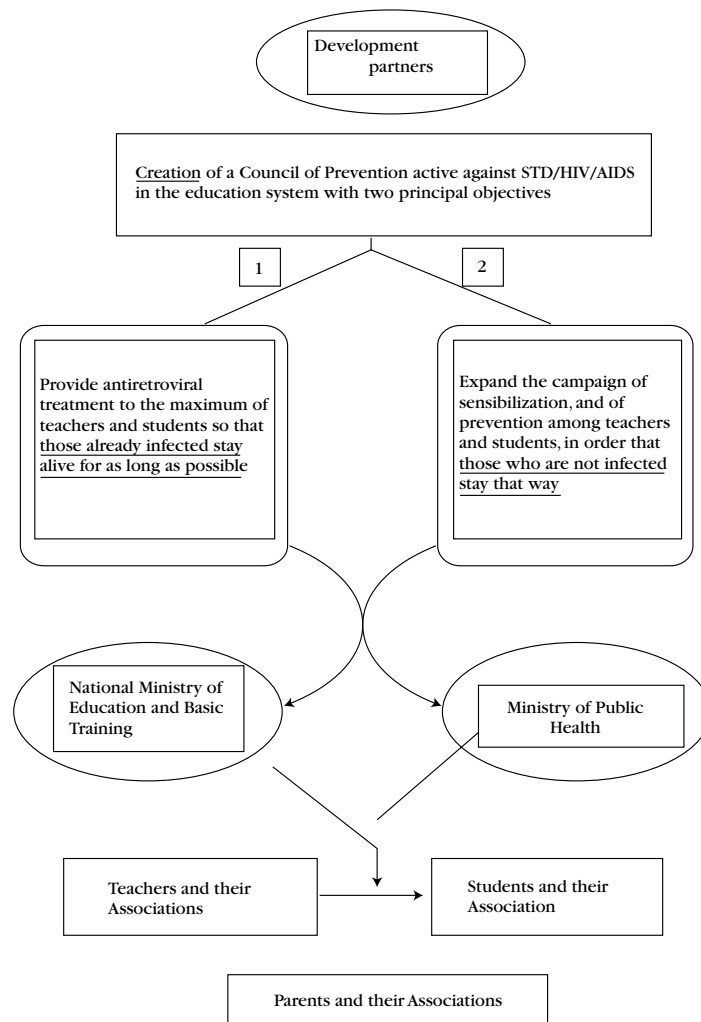 Development
partners
Creation of a Council of Prevention active against STD/HIV/AIDS
in the education system with two principal objectives
1
2
Provide antiretroviral
treatment to the maximum of
teachers and students so that
those already infected stay
alive for as long as possible
Expand the campaign of
sensibilization, and of
prevention among teachers
and students, in order that
those who are not infected
stay that way
National Ministry of
Education and Basic
Training
Ministry of Public
Health
Teachers and their
Associations
Students and their
Association
Parents and their Associations